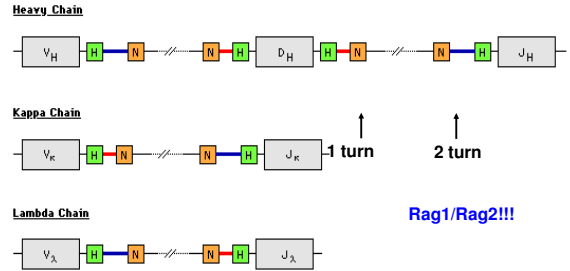 Heavy Chain
VH H N N H DH H N N H JH
Kappa Chain
Vκ H N N H Jκ 1 turn 2 turn
Lambda Chain Rag1/Rag2!!!
Vλ H N N H Jλ